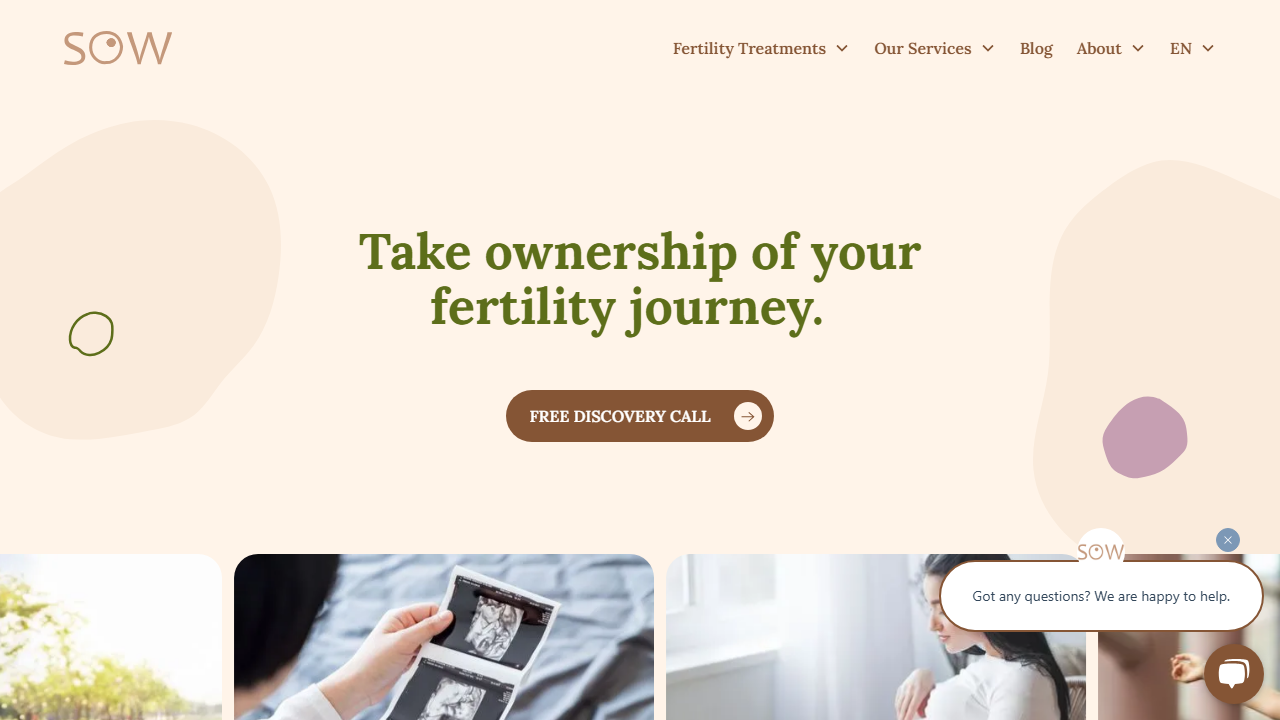 SOW
Fertility Treatments
Our Services
Blog
About
EN
Take ownership of your
fertility journey.
FREE DISCOVERY CALL
SOW
Got any questions? We are happy to help.